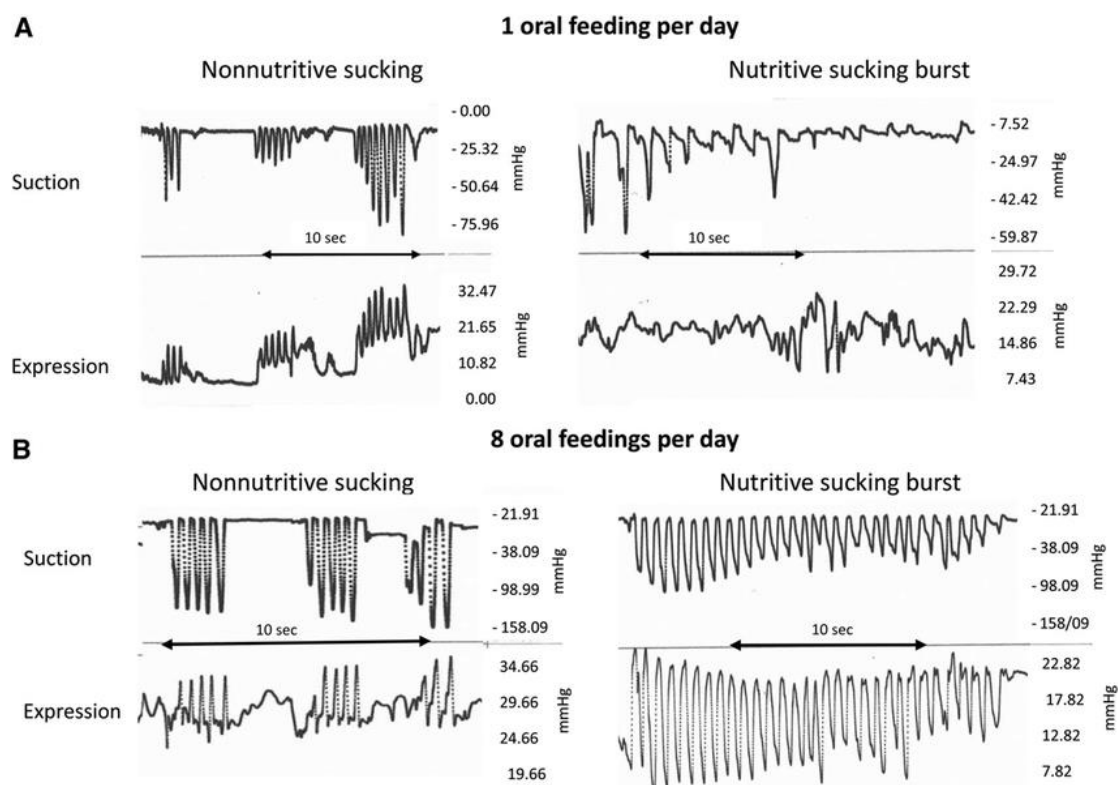 A
1 oral feeding per day
Nonnutritive sucking
Nutritive sucking burst
Suction
- 0.00
- 25.32
- 50.64
- 75.96
mmHg
- 7.52
- 24.97
- 42.42
- 59.87
mmHg
10 sec
10 sec
Expression
32.47
21.65
10.82
0.00
mmHg
29.72
22.29
14.86
7.43
mmHg
B
8 oral feedings per day
Nonnutritive sucking
Nutritive sucking burst
Suction
- 21.91
- 38.09
- 98.99
- 158.09
mmHg
- 21.91
- 38.09
- 98.09
- 158/09
mmHg
10 sec
10 sec
Expression
34.66
29.66
24.66
19.66
mmHg
22.82
17.82
12.82
7.82
mmHg